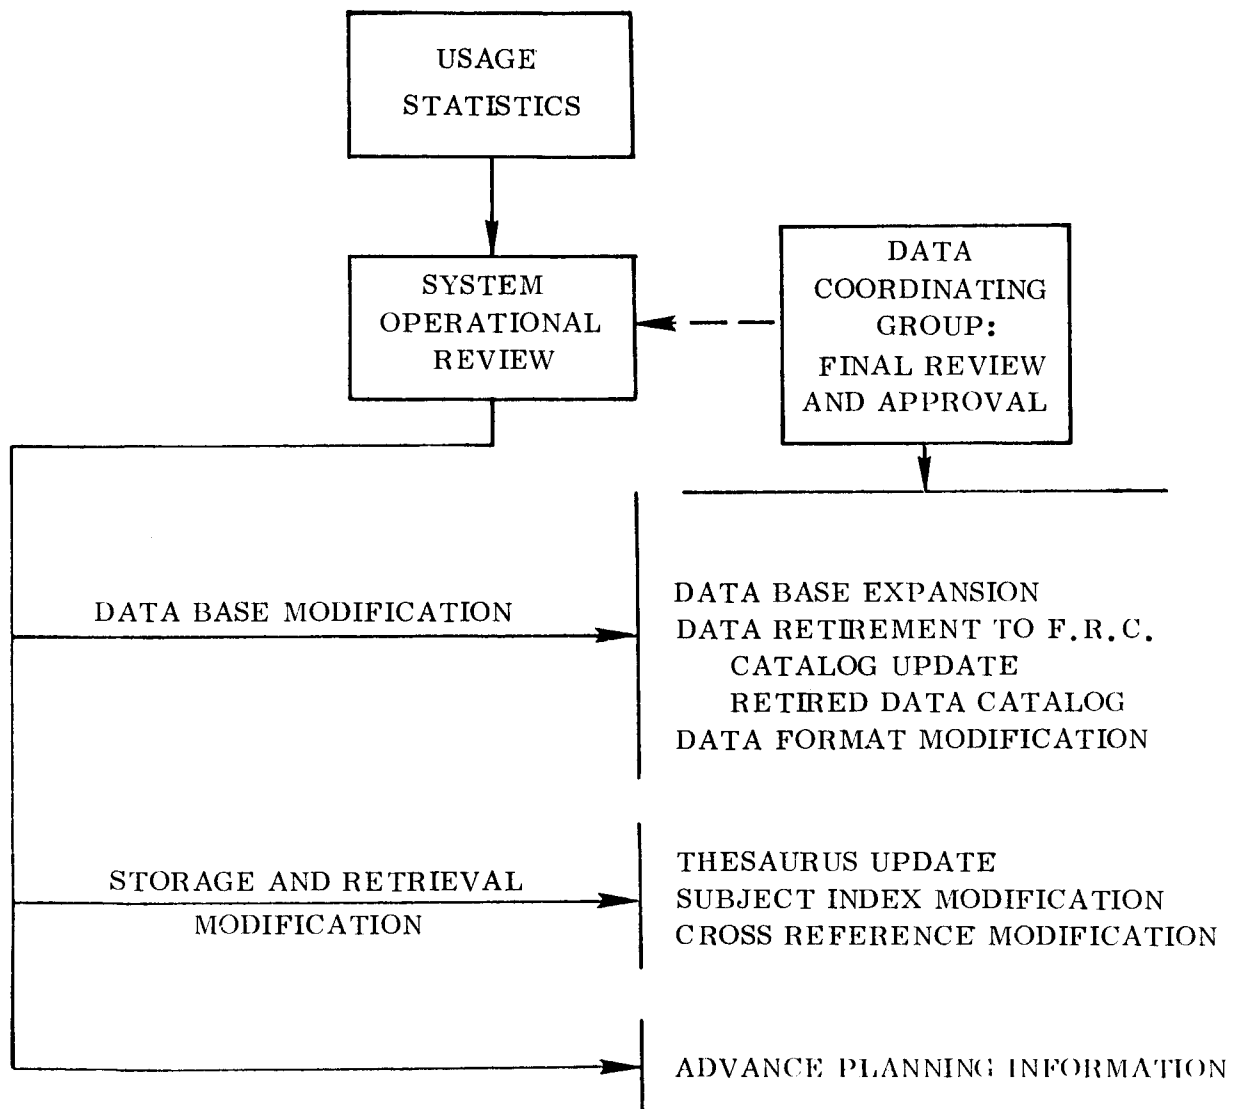 USAGE
STATISTICS
SYSTEM
OPERATIONAL
REVIEW
DATA
COORDINATING
GROUP:
FINAL REVIEW
AND APPROVAL
DATA BASE MODIFICATION
DATA BASE EXPANSION
DATA RETIREMENT TO F.R.C.
CATALOG UPDATE
RETIRED DATA CATALOG
DATA FORMAT MODIFICATION
STORAGE AND RETRIEVAL
MODIFICATION
THESAURUS UPDATE
SUBJECT INDEX MODIFICATION
CROSS REFERENCE MODIFICATION
ADVANCE PLANNING INFORMATION